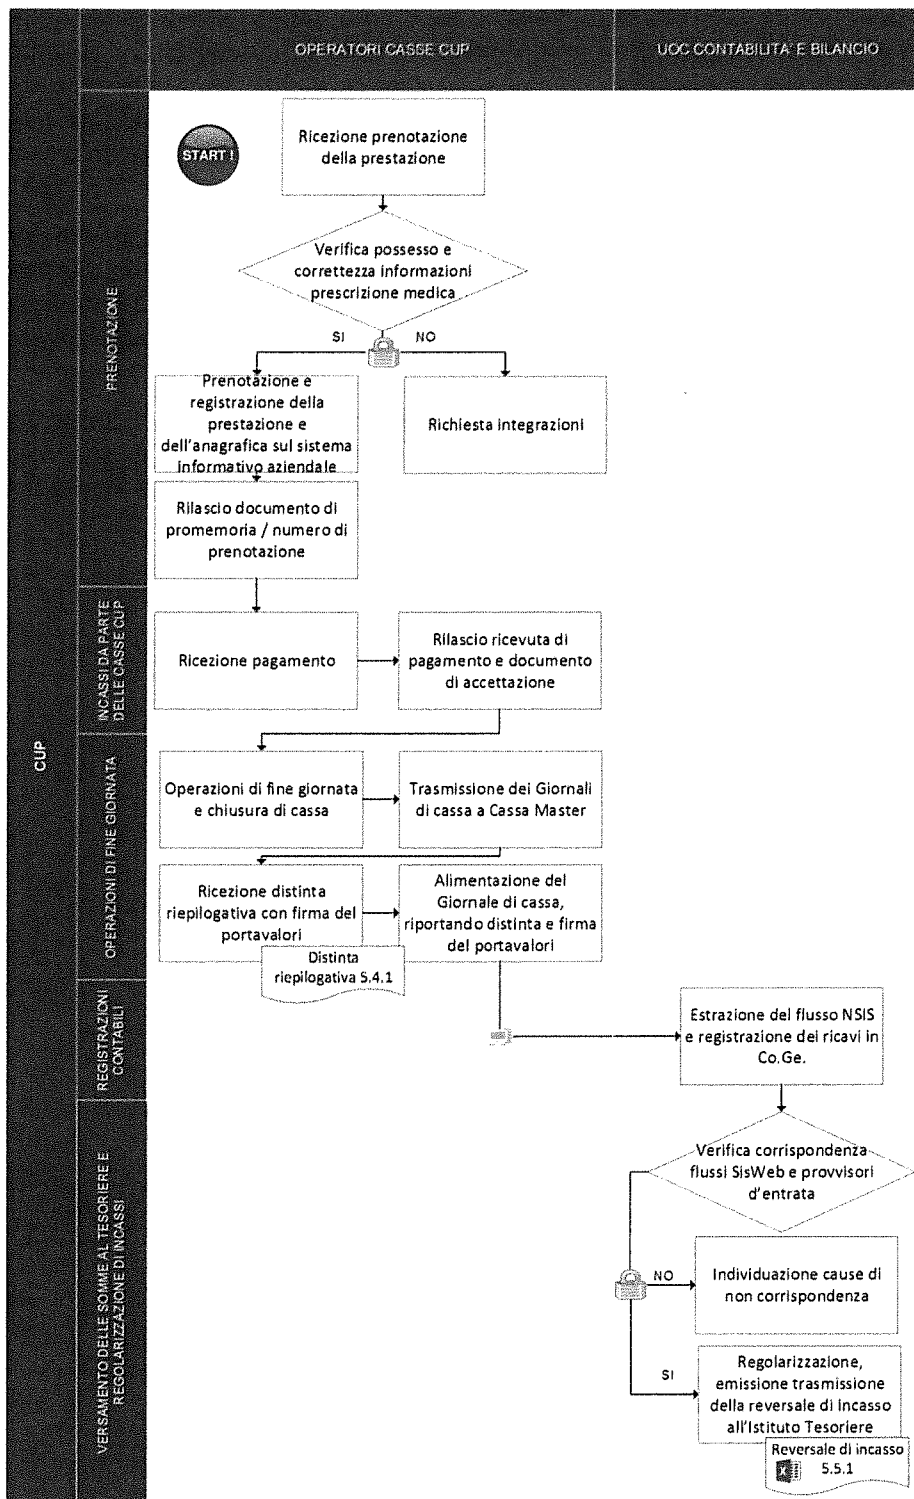 OPERATORI CASSE CUP
UOC CONTABILITA' E BILANCIO
CUP
PRENOTAZIONE
START !
Ricezione prenotazione
della prestazione
Verifica possesso e
correttezza informazioni
prescrizione medica
SI
NO
Prenotazione e
registrazione della
prestazione e
dell'anagrafica sul sistema
informativo aziendale
Richiesta integrazioni
Rilascio documento di
promemoria / numero di
prenotazione
INCASSI DA PARTE
DELLE CASSE CUP
Ricezione pagamento
Rilascio ricevuta di
pagamento e documento
di accettazione
OPERAZIONI DI FINE GIORNATA
Operazioni di fine giornata
e chiusura di cassa
Trasmissione dei Giornali
di cassa a Cassa Master
Ricezione distinta
riepilogativa con firma del
portavalori
Alimentazione del
Giornale di cassa,
riportando distinta e firma
del portavalori
Distinta
riepilogativa 5.4.1
REGISTRAZIONI
CONTABILI
Estrazione del flusso NSIS
e registrazione dei ricavi in
Co.Ge.
VERSAMENTO DELLE SOMME AL TESORIERE E
REGOLARIZZAZIONE DI INCASSI
Verifica corrispondenza
flussi SisWeb e provvisori
d'entrata
NO
Individuazione cause di
non corrispondenza
SI
Regolarizzazione,
emissione trasmissione
della reversale di incasso
all'Istituto Tesoriere
Reversale di incasso
5.5.1